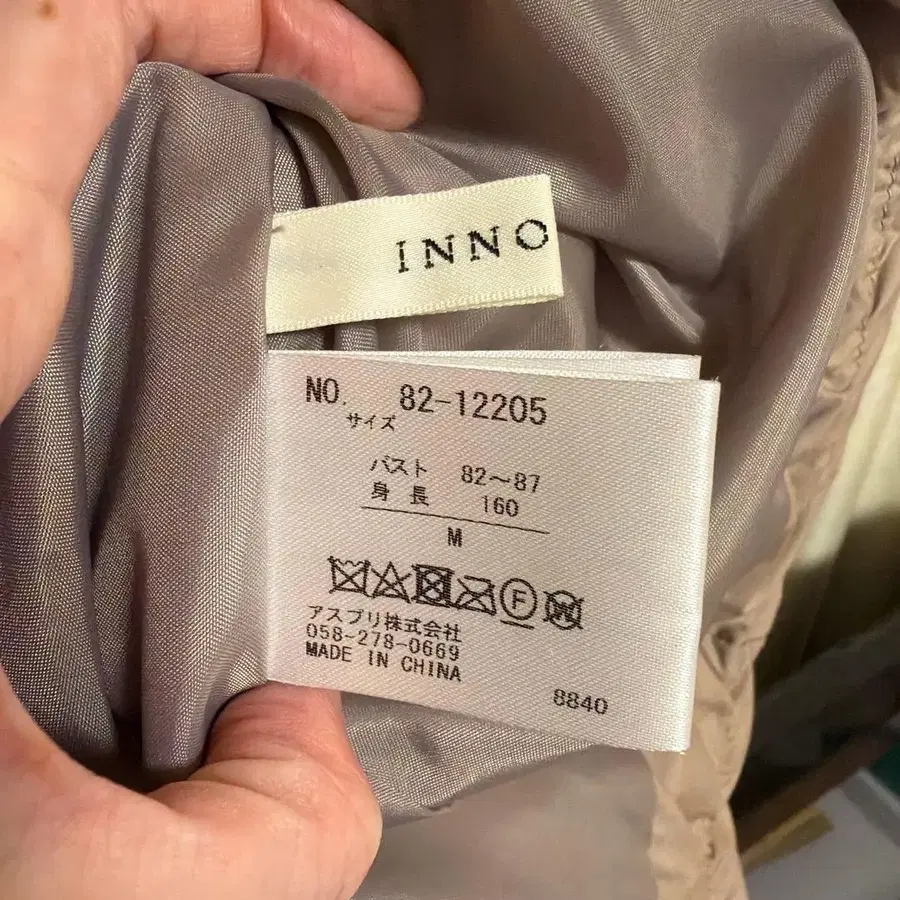 INNO
NO. 82-12205
サイズ
バスト 82～87
身長 160
M
F W
アスプリ株式会社
058-278-0669
MADE IN CHINA
8840